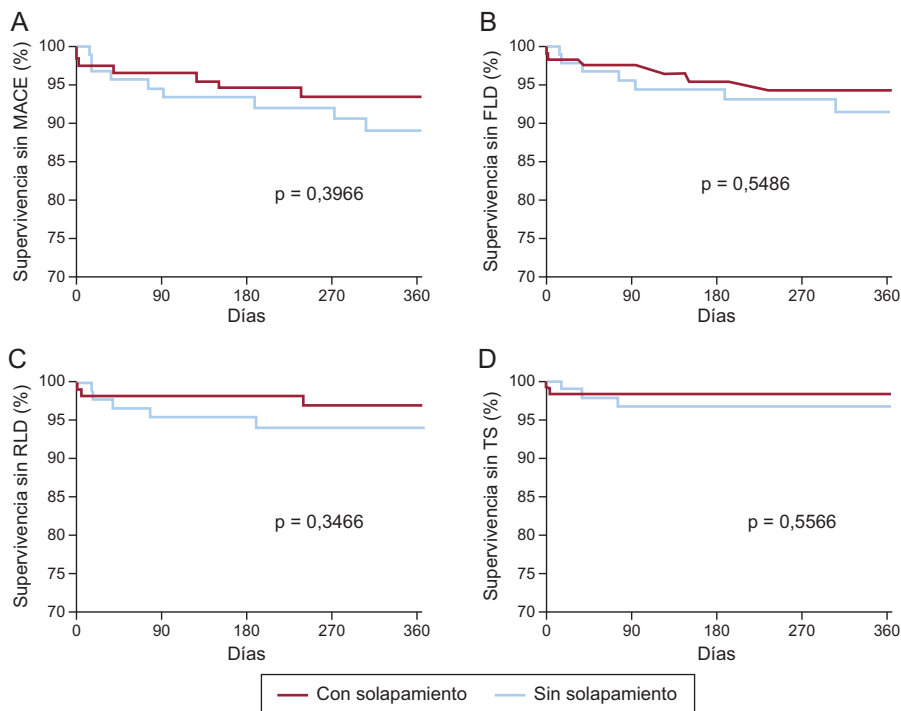 A
Supervivencia sin MACE (%)
100
95
90
85
80
75
70
p = 0,3966
0 90 180 270 360
Días
B
Supervivencia sin FLD (%)
100
95
90
85
80
75
70
p = 0,5486
0 90 180 270 360
Días
C
Supervivencia sin RLD (%)
100
95
90
85
80
75
70
p = 0,3466
0 90 180 270 360
Días
D
Supervivencia sin TS (%)
100
95
90
85
80
75
70
p = 0,5566
0 90 180 270 360
Días
Con solapamiento Sin solapamiento